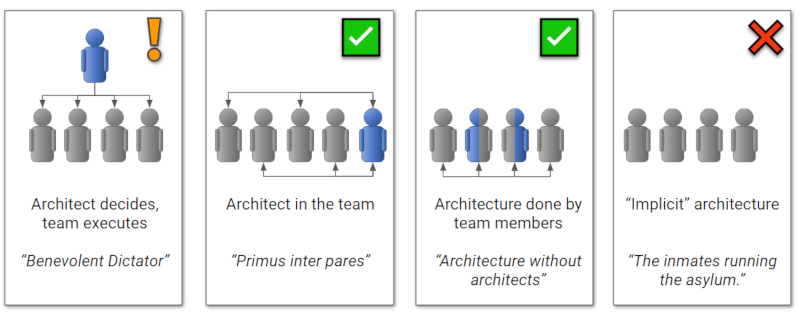 Architect decides,
team executes
“Benevolent Dictator”
Architect in the team
“Primus inter pares”
Architecture done by
team members
“Architecture without
architects”
“Implicit” architecture
“The inmates running
the asylum.”